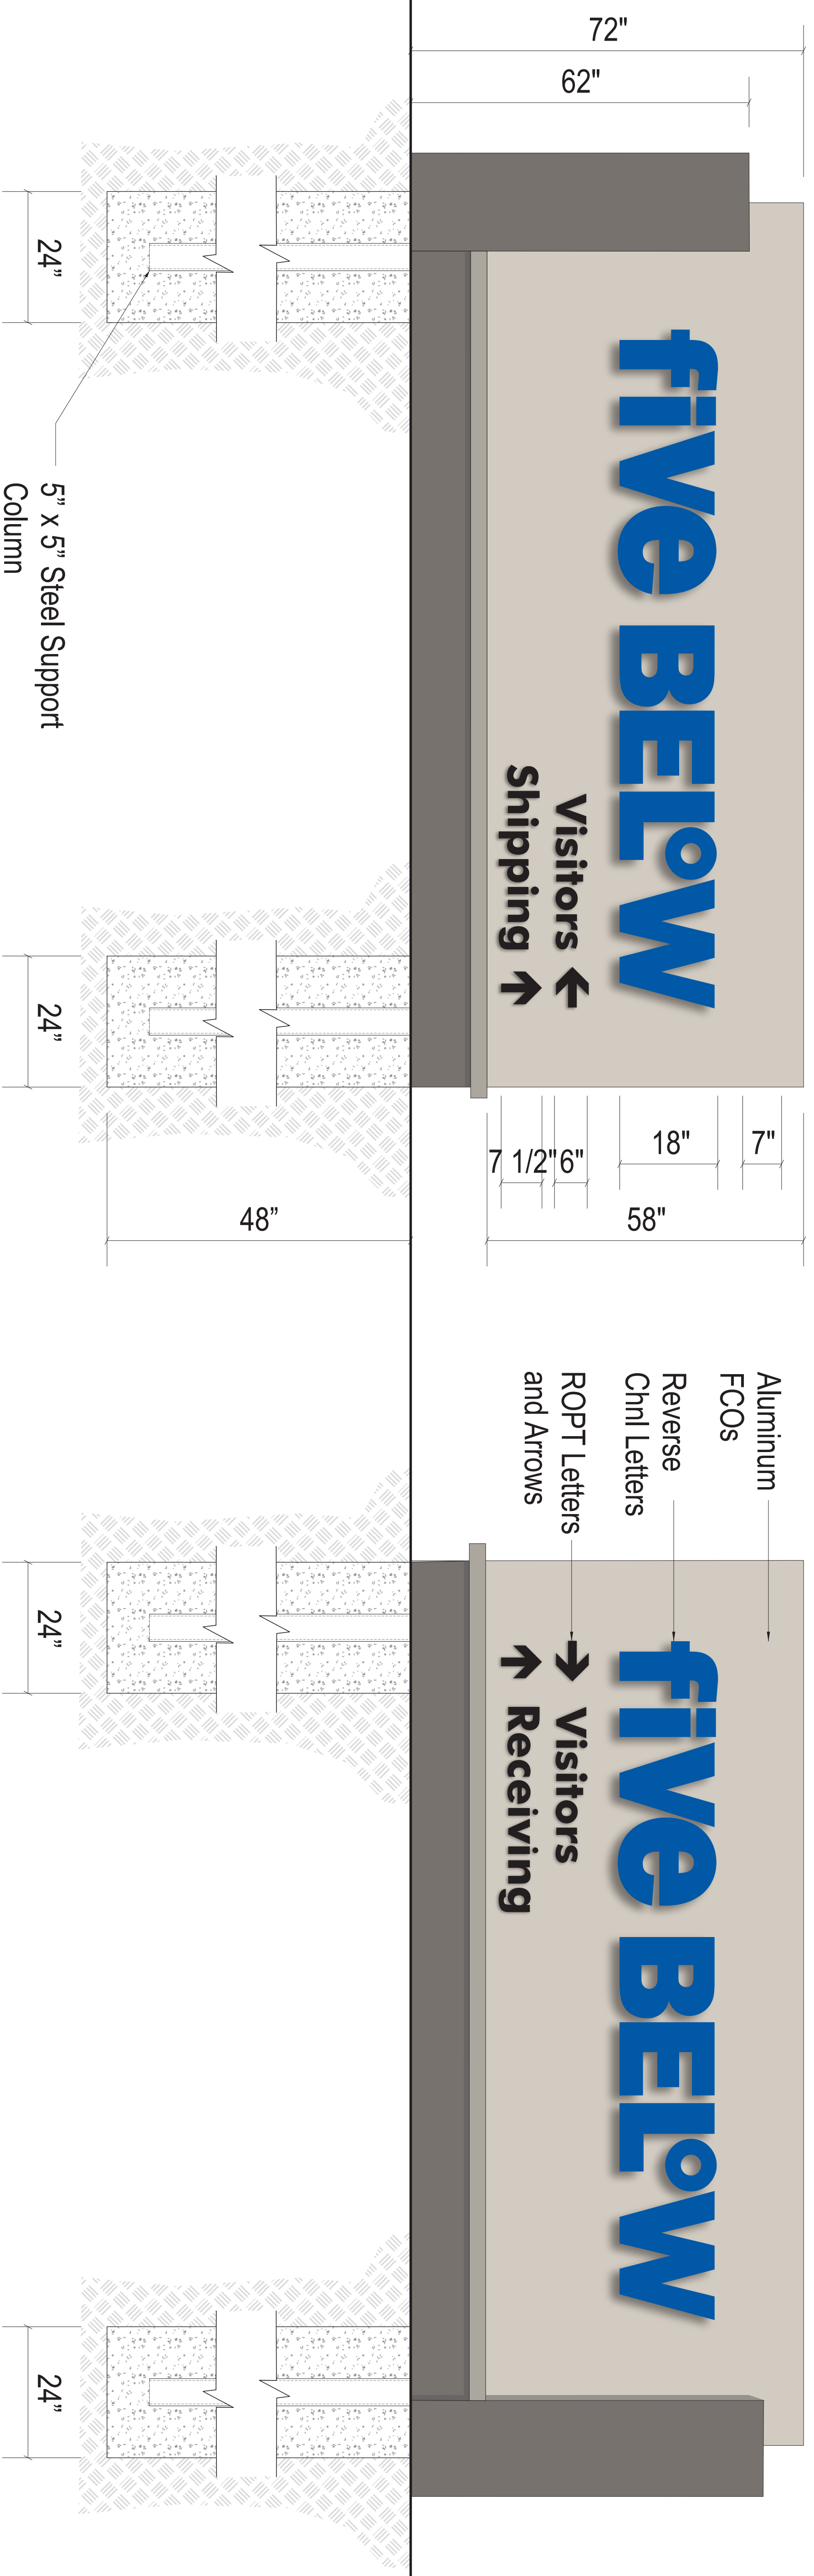 72"
62"
five BELOW
Visitors
Shipping
7"
18"
6"
7 1/2"
58"
48”
24”
24”
5” x 5” Steel Support
Column
Aluminum
FCOs
Reverse
Chnl Letters
ROPT Letters
and Arrows
five BELOW
Visitors
Receiving
24”
24”